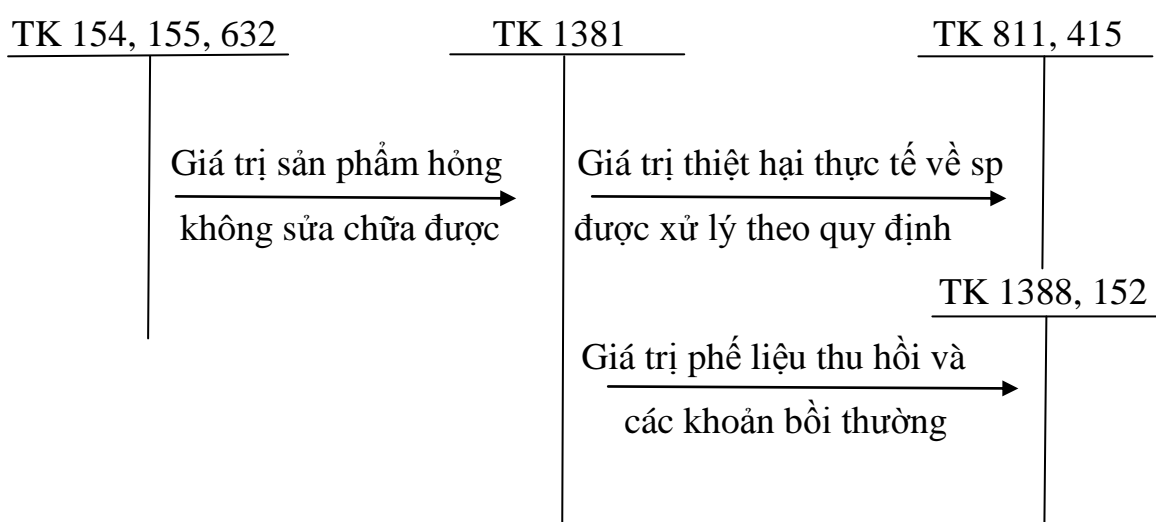 TK 154, 155, 632
TK 1381
TK 811, 415
Giá trị sản phẩm hỏng
không sửa chữa được
Giá trị thiệt hại thực tế về sp
được xử lý theo quy định
TK 1388, 152
Giá trị phế liệu thu hồi và
các khoản bồi thường